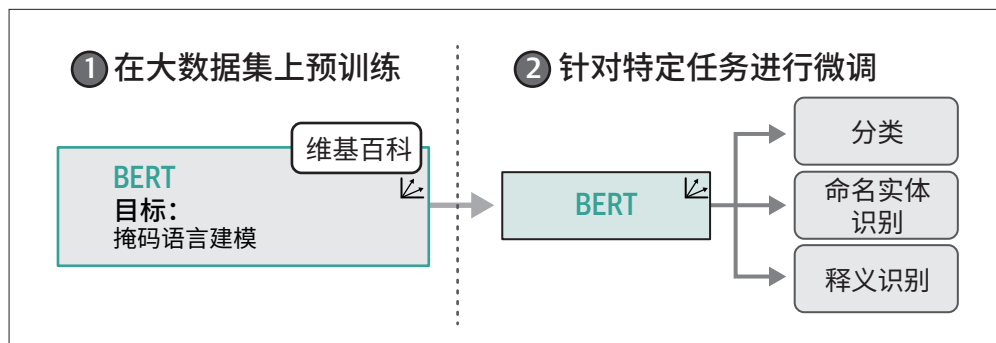 1 在大数据集上预训练
2 针对特定任务进行微调
维基百科
BERT
目标：
掩码语言建模
BERT
分类
命名实体
识别
释义识别